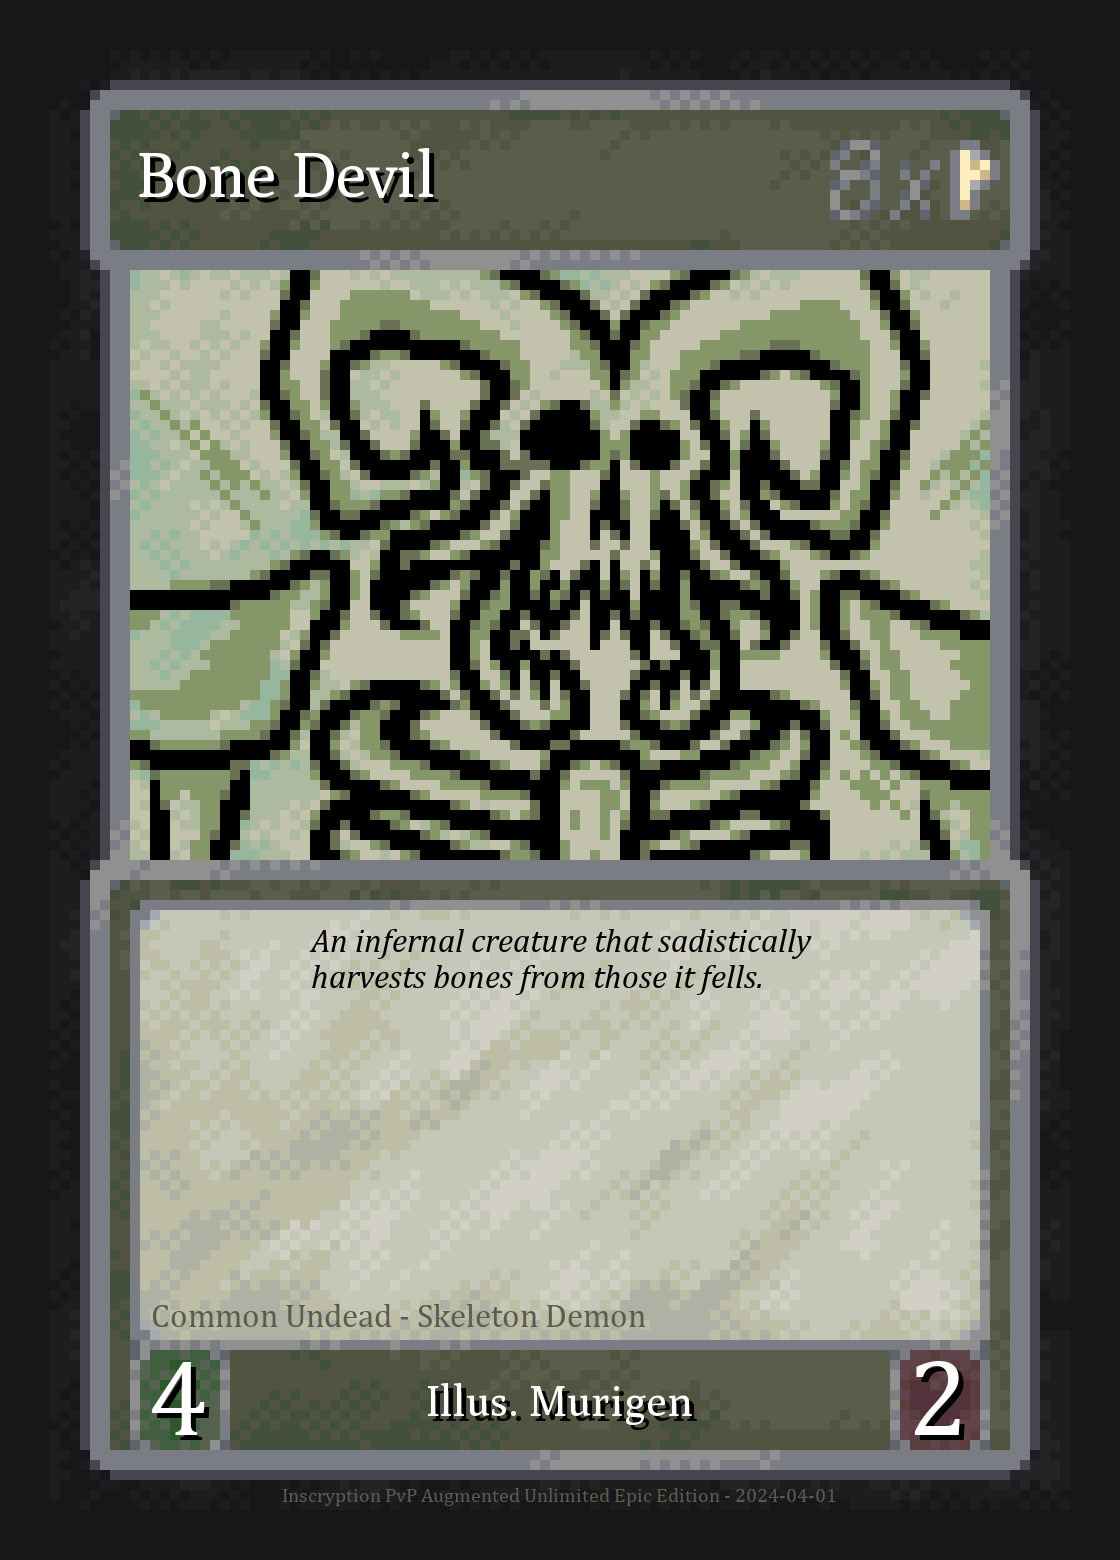 Bone Devil
8x
An infernal creature that sadistically
harvests bones from those it fells.
Common Undead - Skeleton Demon
4
Illus. Murigen
2
Inscryption PvP Augmented Unlimited Epic Edition - 2024-04-01